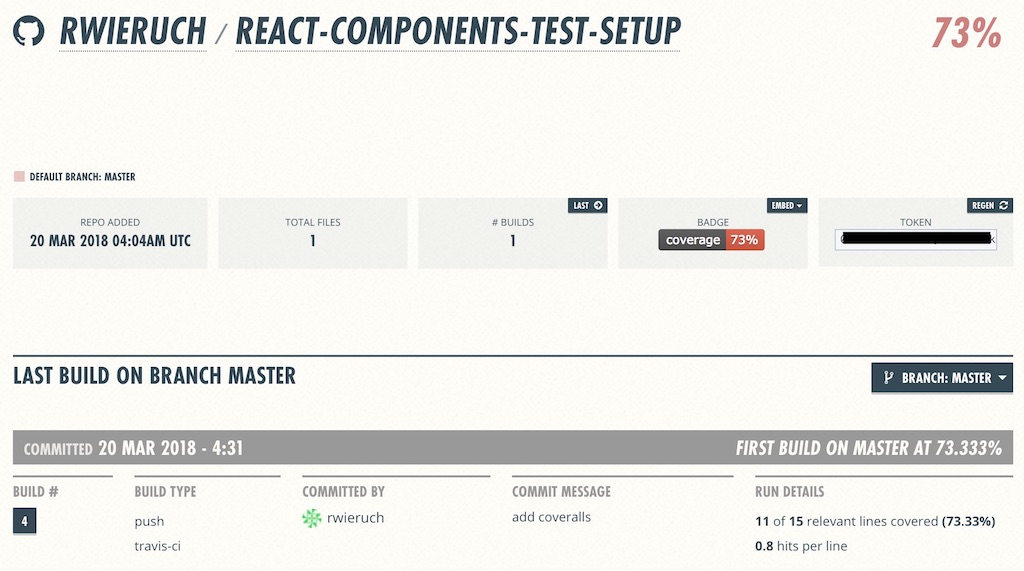 RWIERUCH / REACT-COMPONENTS-TEST-SETUP
73%
DEFAULT BRANCH: MASTER
REPO ADDED
20 MAR 2018 04:04AM UTC
TOTAL FILES
1
LAST
# BUILDS
1
EMBED
BADGE
coverage 73%
REGEN
TOKEN
LAST BUILD ON BRANCH MASTER
BRANCH: MASTER
COMMITTED 20 MAR 2018 - 4:31
FIRST BUILD ON MASTER AT 73.333%
BUILD #
4
BUILD TYPE
push
travis-ci
COMMITTED BY
rwieruch
COMMIT MESSAGE
add coveralls
RUN DETAILS
11 of 15 relevant lines covered (73.33%)
0.8 hits per line